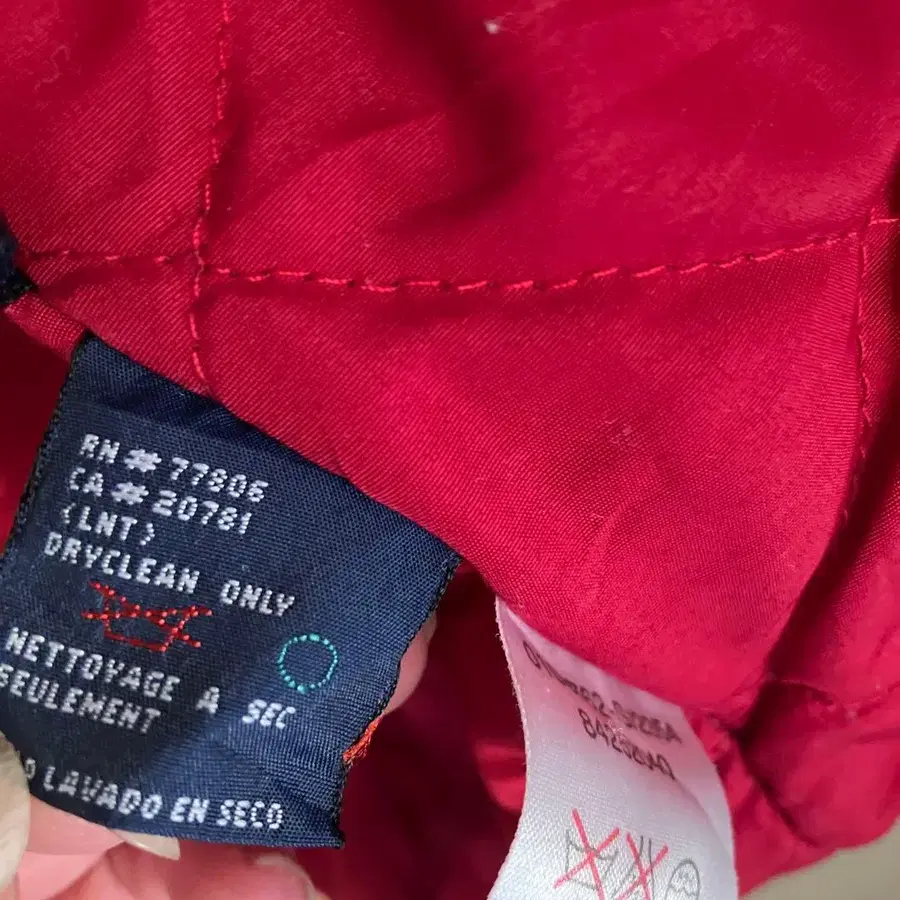 RN # 77806
CA # 20781
(LNT)
DRYCLEAN ONLY
NETTOYAGE A SEC
SEULEMENT
LAVADO EN SECO